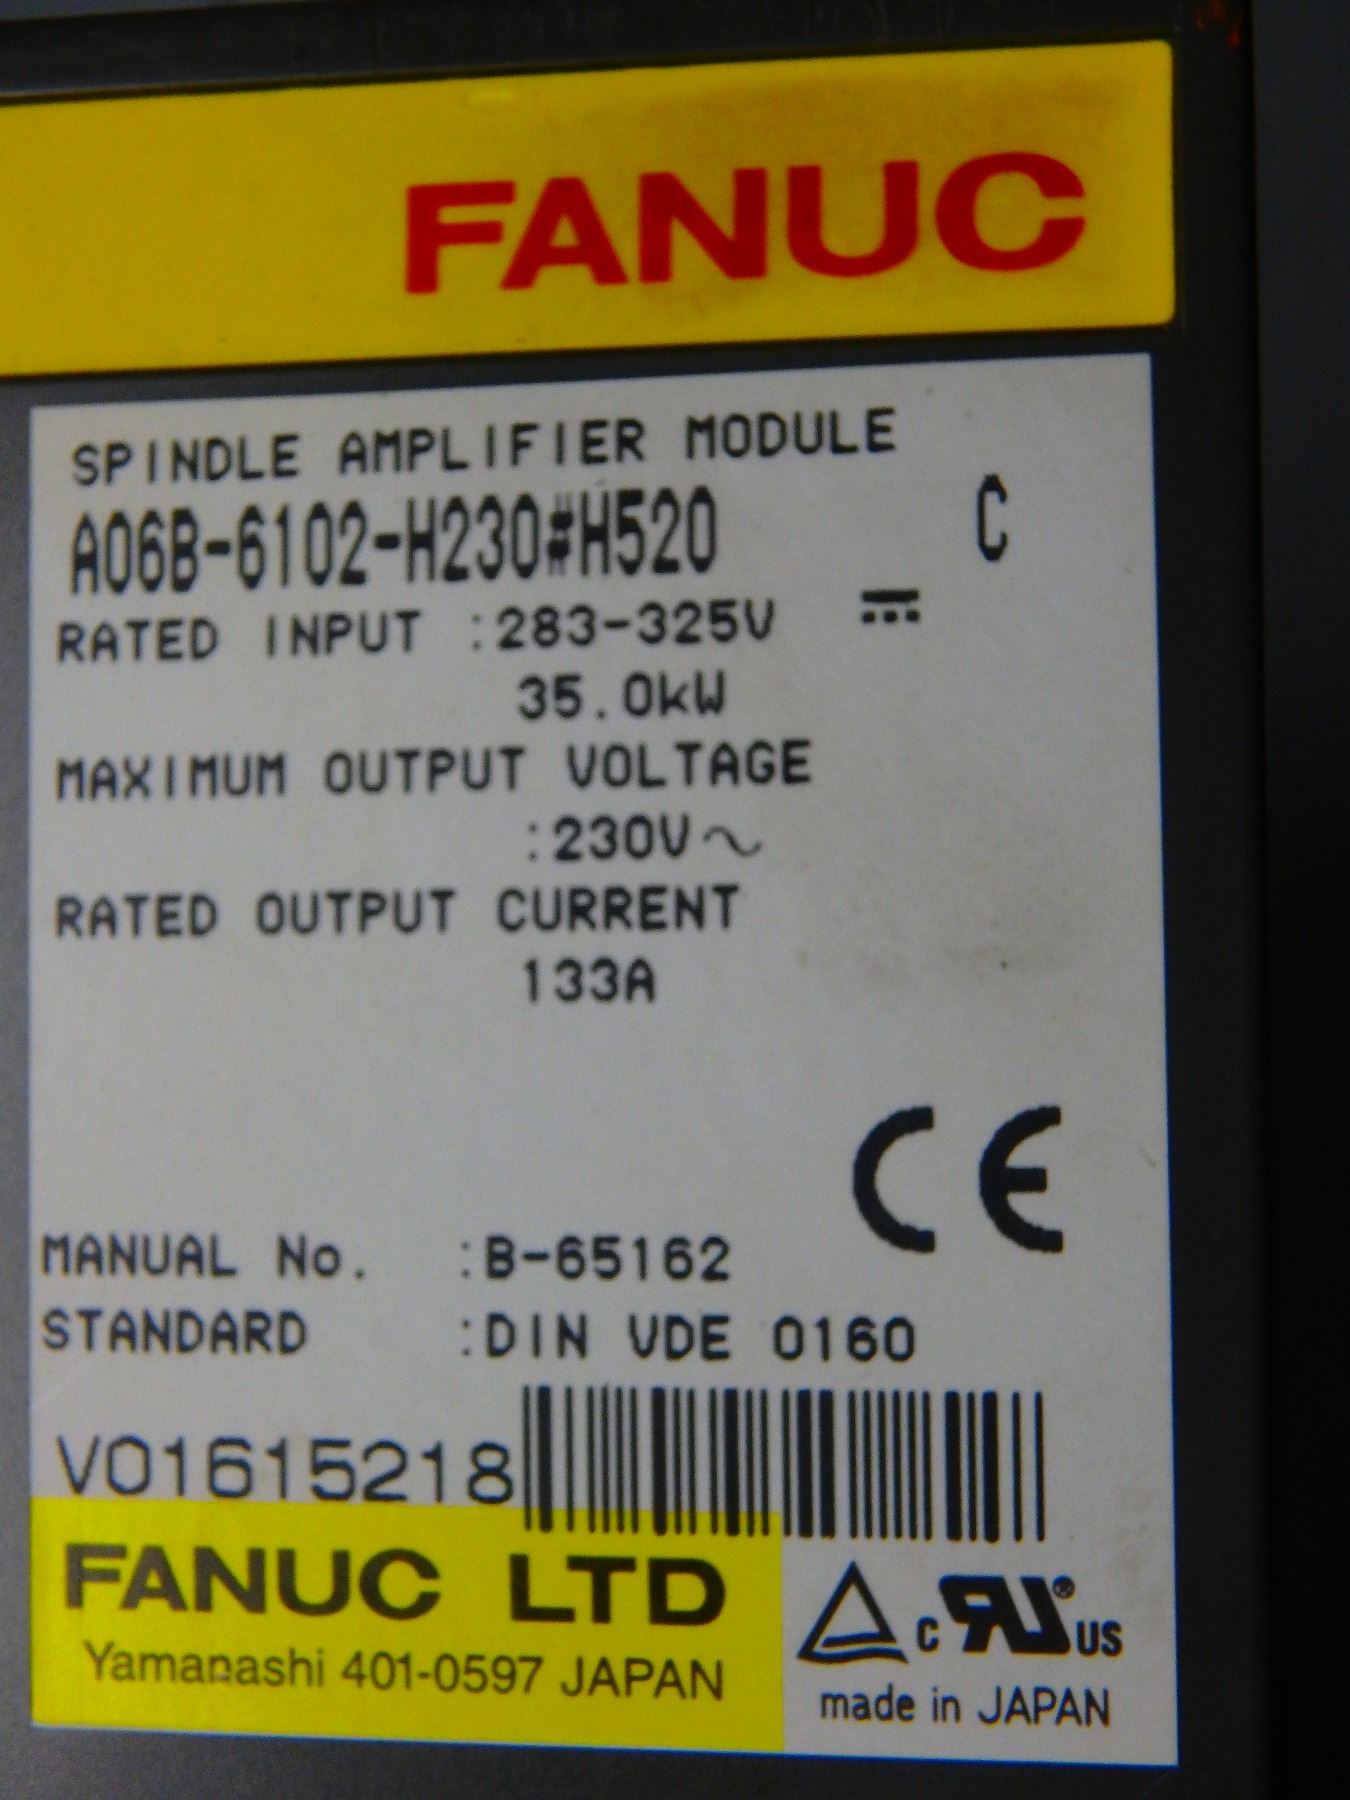 FANUC
SPINDLE AMPLIFIER MODULE
A06B-6102-H230#H520 C
RATED INPUT :283-325V ⎓
35.0kW
MAXIMUM OUTPUT VOLTAGE
:230V~
RATED OUTPUT CURRENT
133A
CE
MANUAL No. :B-65162
STANDARD :DIN VDE 0160
V01615218
FANUC LTD
Yamanashi 401-0597 JAPAN
c RU® US
made in JAPAN